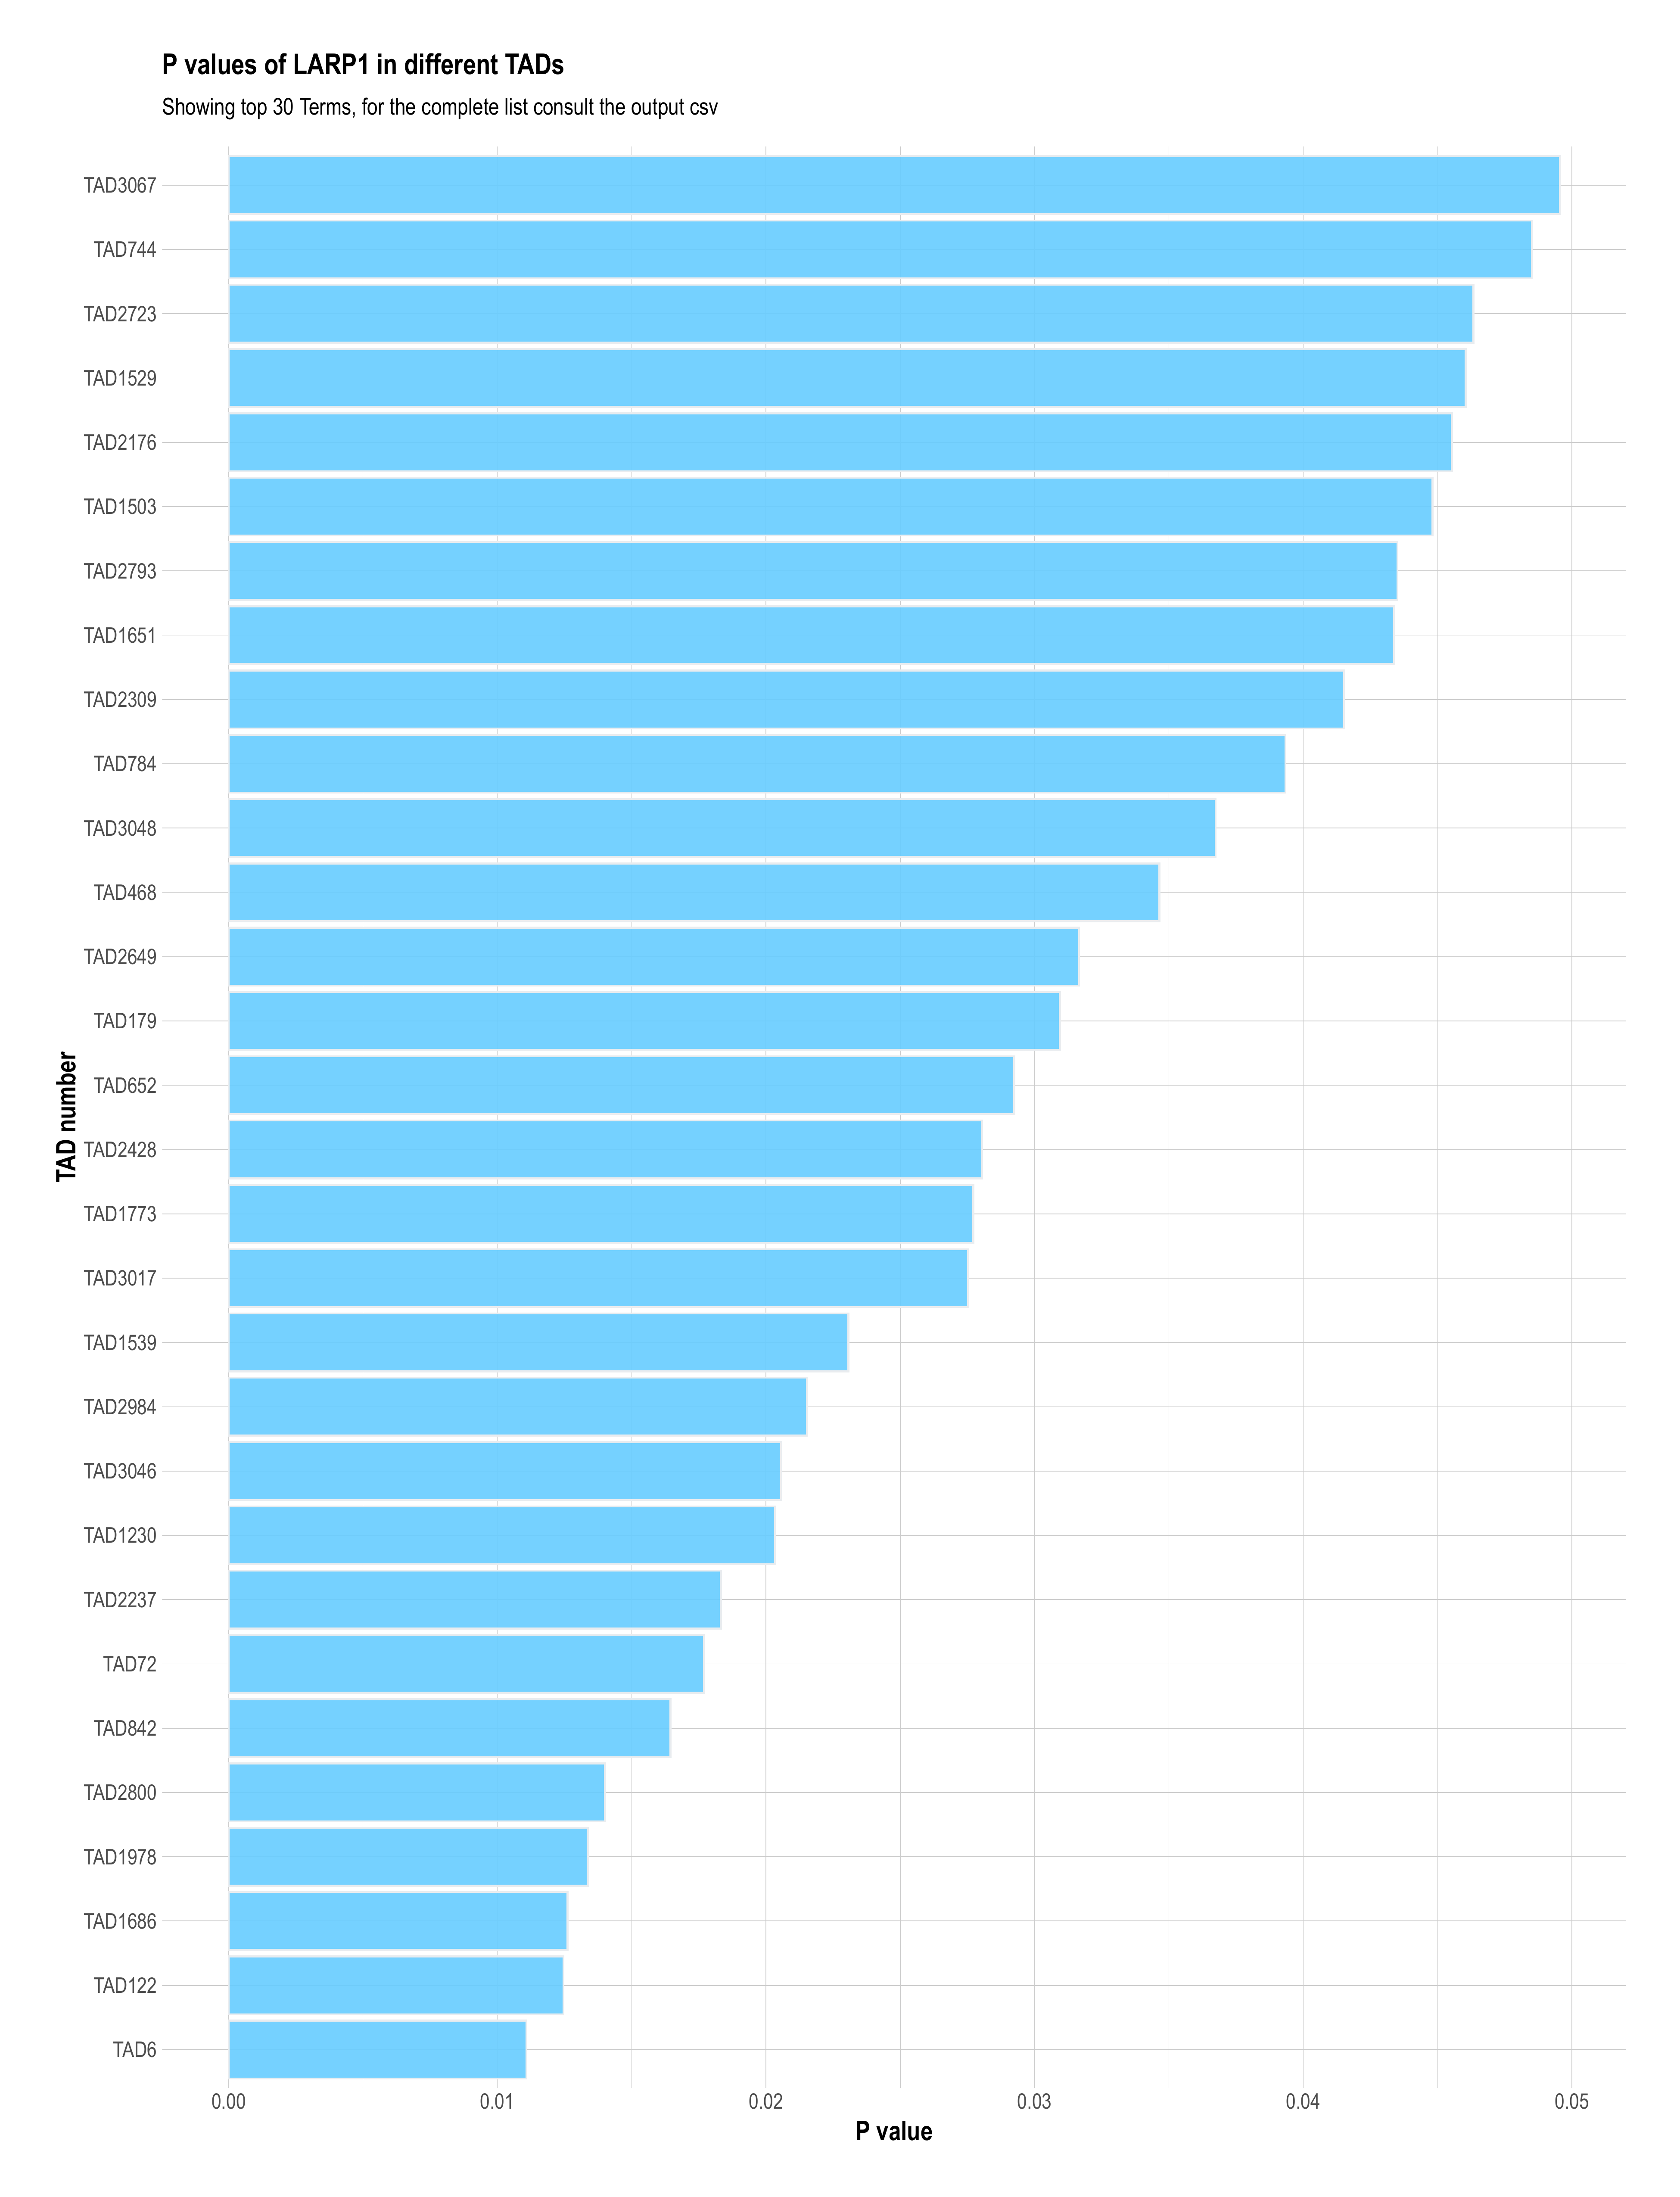 P values of LARP1 in different TADs
Showing top 30 Terms, for the complete list consult the output csv
TAD3067
TAD744
TAD2723
TAD1529
TAD2176
TAD1503
TAD2793
TAD1651
TAD2309
TAD784
TAD3048
TAD468
TAD2649
TAD179
TAD652
TAD2428
TAD1773
TAD3017
TAD1539
TAD2984
TAD3046
TAD1230
TAD2237
TAD72
TAD842
TAD2800
TAD1978
TAD1686
TAD122
TAD6
TAD number
0.00 0.01 0.02 0.03 0.04 0.05
P value